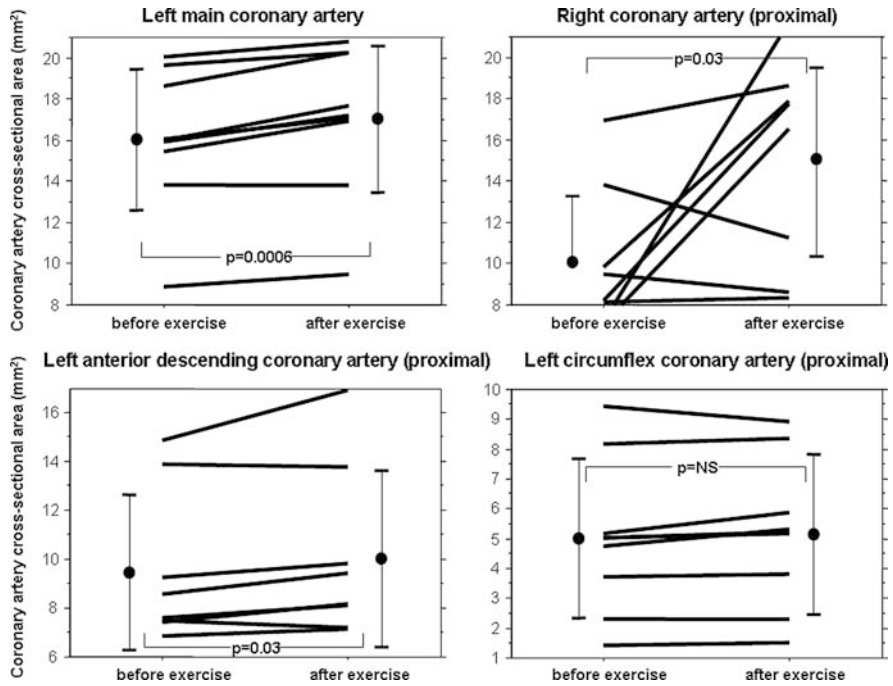 Left main coronary artery
Coronary artery cross-sectional area (mm²)
20
18
16
14
12
10
8
p=0.0006
before exercise after exercise
Right coronary artery (proximal)
20
18
16
14
12
10
8
p=0.03
before exercise after exercise
Left anterior descending coronary artery (proximal)
Coronary artery cross-sectional area (mm²)
16
14
12
10
8
6
p=0.03
before exercise after exercise
Left circumflex coronary artery (proximal)
10
9
8
7
6
5
4
3
2
1
p=NS
before exercise after exercise